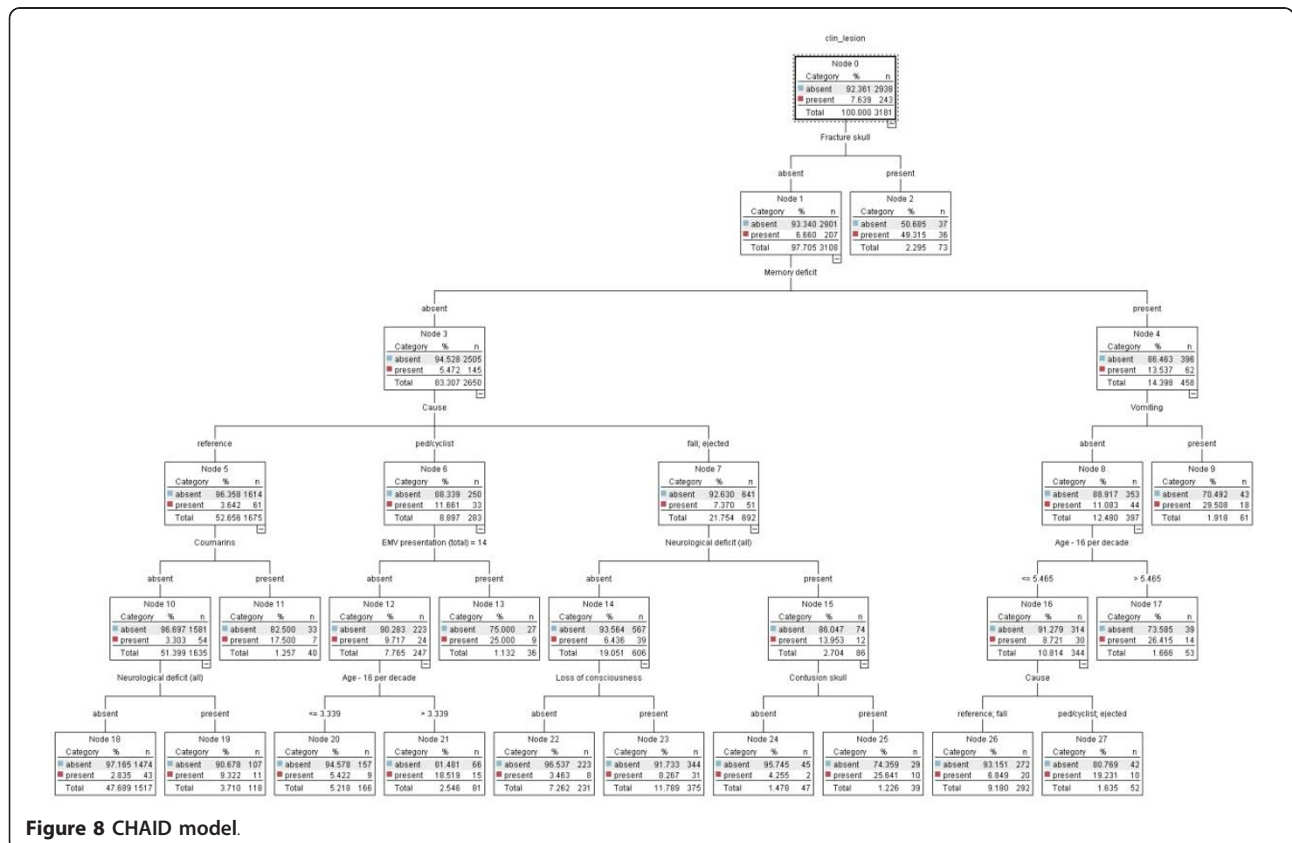 clin_lesion
Node 0
Category % n
absent 92.361 2938
present 7.639 243
Total 100.000 3181
Fracture skull
absent present
Node 1
Category % n
absent 93.340 2901
present 6.660 207
Total 97.705 3108
Node 2
Category % n
absent 50.685 37
present 49.315 36
Total 2.295 73
Memory deficit
absent present
Node 3
Category % n
absent 94.528 2505
present 5.472 145
Total 83.307 2650
Node 4
Category % n
absent 86.463 396
present 13.537 62
Total 14.398 458
Cause
Vomiting
reference ped/cyclist fall; ejected
absent present
Node 5
Category % n
absent 96.358 1614
present 3.642 61
Total 52.656 1675
Node 6
Category % n
absent 88.339 250
present 11.661 33
Total 8.897 283
Node 7
Category % n
absent 92.630 641
present 7.370 51
Total 21.754 692
Node 8
Category % n
absent 88.917 353
present 11.083 44
Total 12.480 397
Node 9
Category % n
absent 70.492 43
present 29.508 18
Total 1.918 61
Coumarins
EMV presentation (total) = 14
Neurological deficit (all)
Age - 16 per decade
absent present
absent present
absent present
<= 5.465 > 5.465
Node 10
Category % n
absent 96.697 1581
present 3.303 54
Total 51.399 1635
Node 11
Category % n
absent 82.500 33
present 17.500 7
Total 1.257 40
Node 12
Category % n
absent 90.283 223
present 9.717 24
Total 7.765 247
Node 13
Category % n
absent 75.000 27
present 25.000 9
Total 1.132 36
Node 14
Category % n
absent 93.564 567
present 6.436 39
Total 19.051 606
Node 15
Category % n
absent 86.047 74
present 13.953 12
Total 2.704 86
Node 16
Category % n
absent 91.279 314
present 8.721 30
Total 10.814 344
Node 17
Category % n
absent 73.585 39
present 26.415 14
Total 1.666 53
Neurological deficit (all)
Age - 16 per decade
Loss of consciousness
Contusion skull
Cause
absent present
<= 3.339 > 3.339
absent present
absent present
reference; fall ped/cyclist; ejected
Node 18
Category % n
absent 97.165 1474
present 2.835 43
Total 47.689 1517
Node 19
Category % n
absent 90.678 107
present 9.322 11
Total 3.710 118
Node 20
Category % n
absent 94.578 157
present 5.422 9
Total 5.218 166
Node 21
Category % n
absent 81.481 66
present 18.519 15
Total 2.546 81
Node 22
Category % n
absent 96.537 223
present 3.463 8
Total 7.262 231
Node 23
Category % n
absent 91.733 344
present 8.267 31
Total 11.789 375
Node 24
Category % n
absent 95.745 45
present 4.255 2
Total 1.478 47
Node 25
Category % n
absent 74.359 29
present 25.641 10
Total 1.226 39
Node 26
Category % n
absent 93.151 272
present 6.849 20
Total 9.180 292
Node 27
Category % n
absent 80.769 42
present 19.231 10
Total 1.635 52
Figure 8 CHAID model.